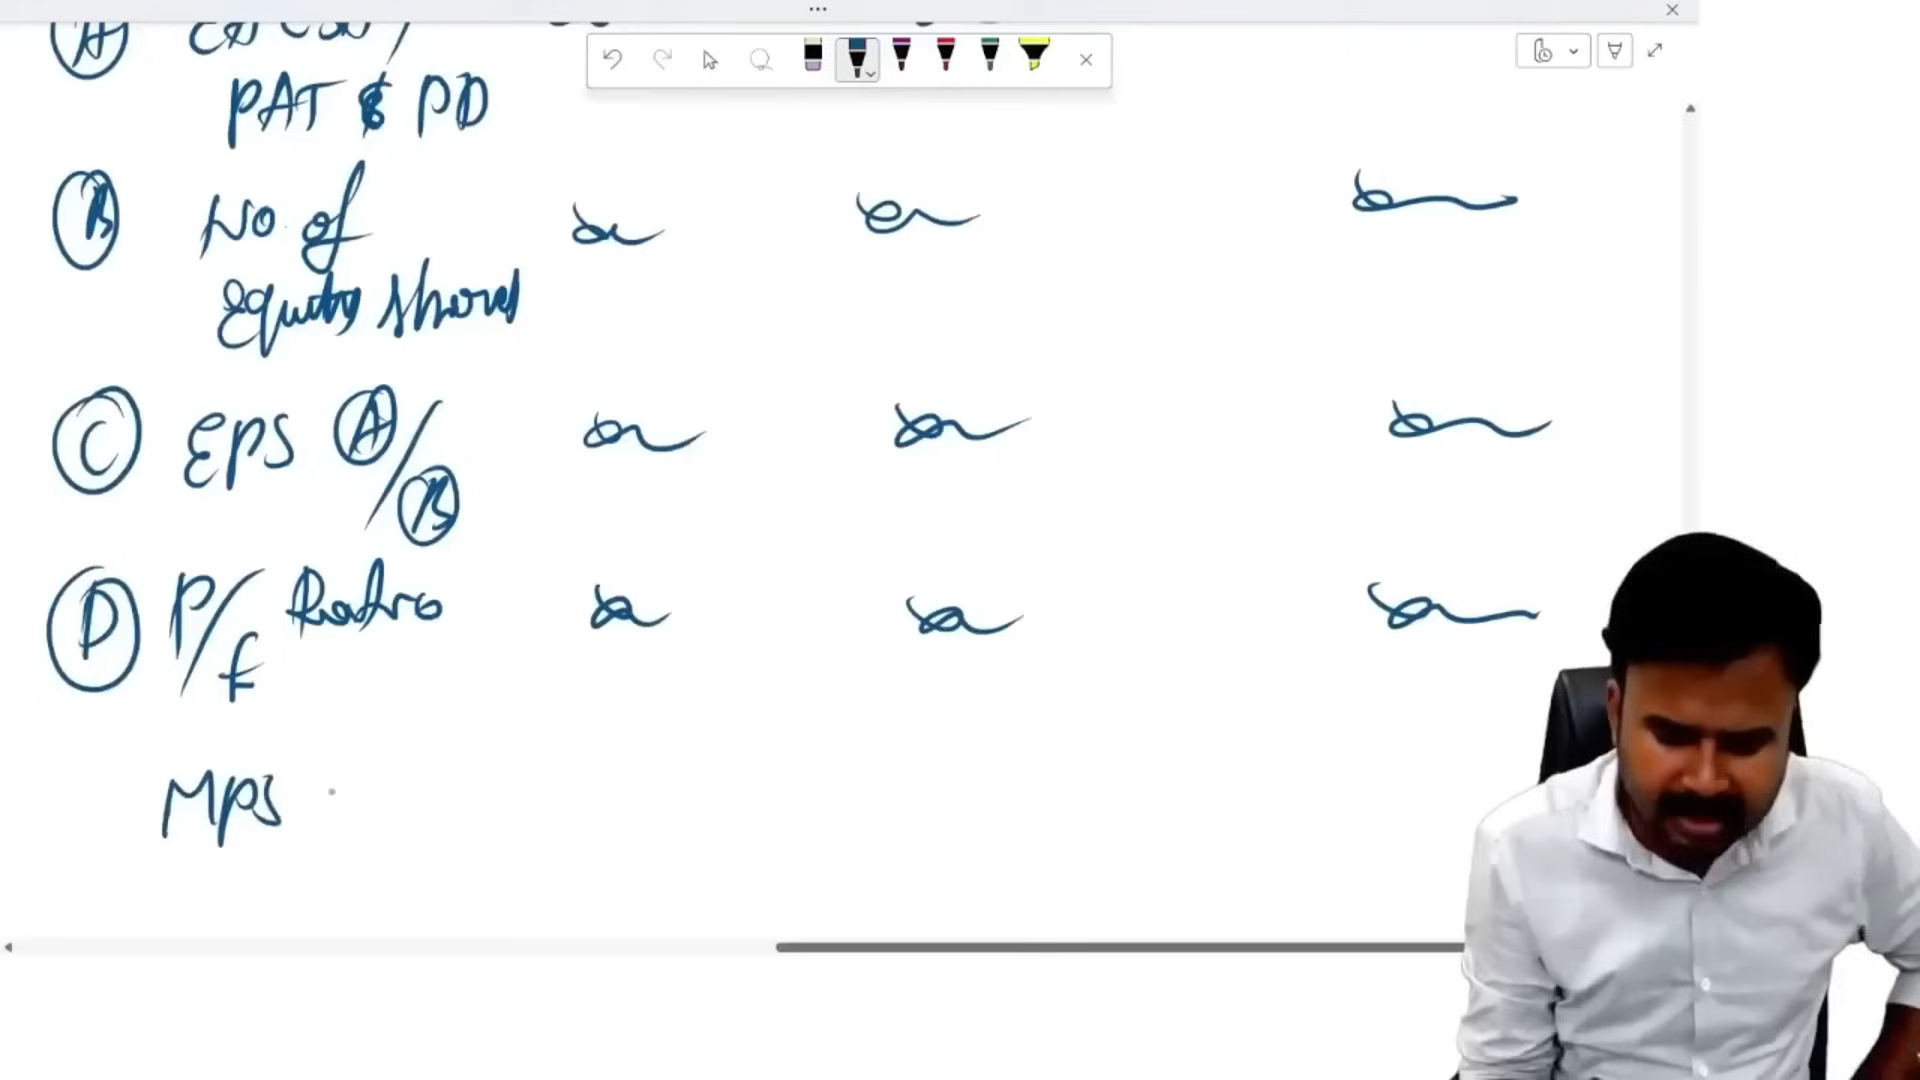 (A)
PAT & PD
(B) No. of
Equity Shares
(C) EPS (A)/(B)
(D) P/E Ratio
MPS